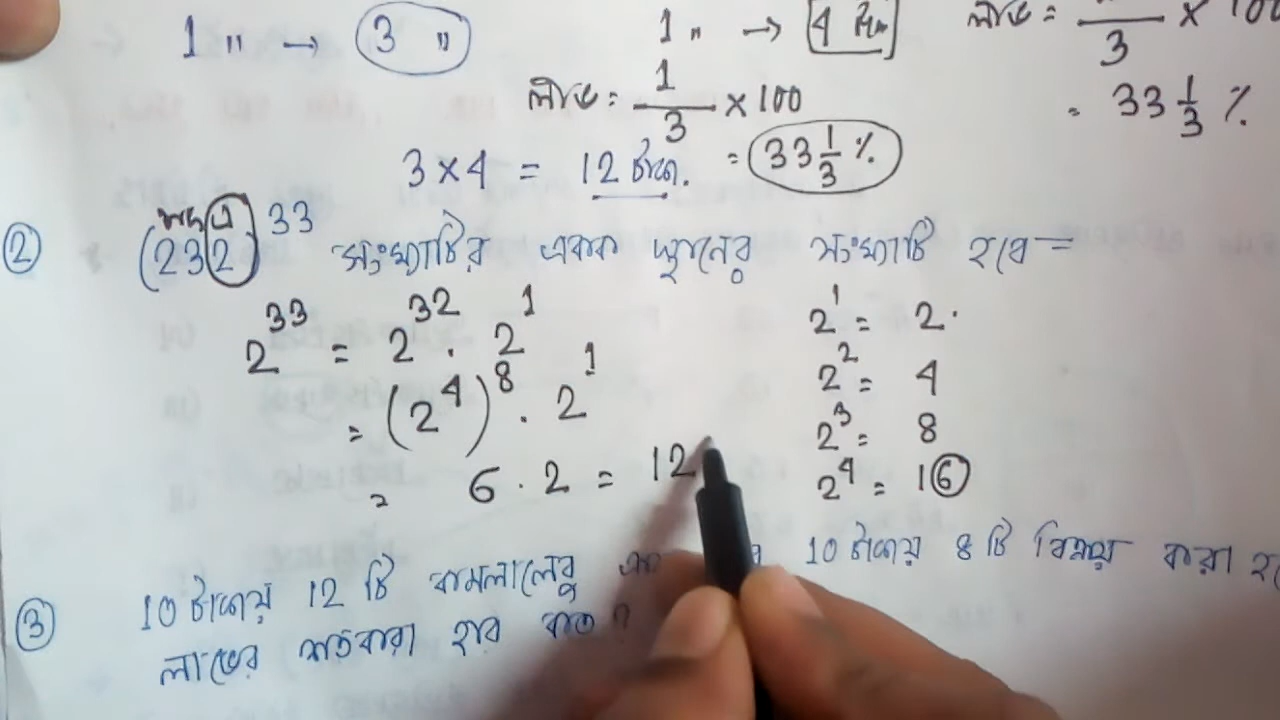 1 " → 3 "
1 " → 4 টাকা
লাভ = /3 × 100
লাভ = 1/3 × 100
= 33 1/3 %
3×4 = 12 টাকা.
= 33 1/3 %
② (232)^33 সংখ্যাটির একক স্থানের সংখ্যাটি হবে —
2^33 = 2^32 . 2^1
= (2^4)^8 . 2^1
= 6 . 2 = 12
2^1 = 2.
2^2 = 4
2^3 = 8
2^4 = 16
③ 10 টাকায় 12 টি কমলালেবু 10 টাকায় 8 টি বিক্রয় করা
লাভের শতকরা হার কত ?